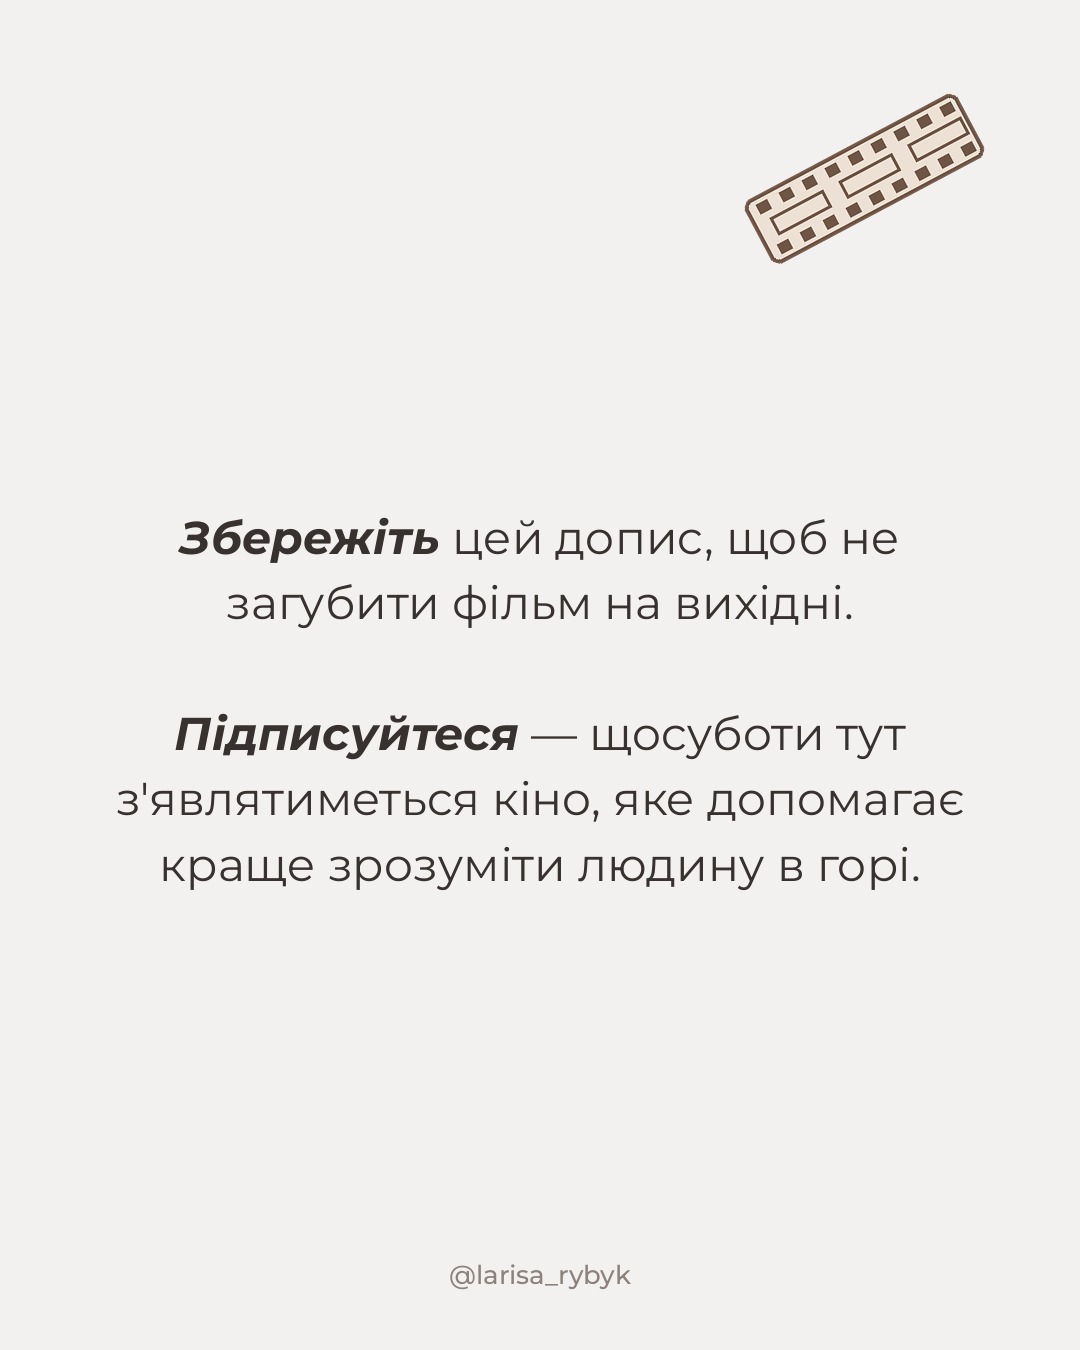 Збережіть цей допис, щоб не
загубити фільм на вихідні.
Підписуйтеся — щосуботи тут
з'являтиметься кіно, яке допомагає
краще зрозуміти людину в горі.
@larisa_rybyk